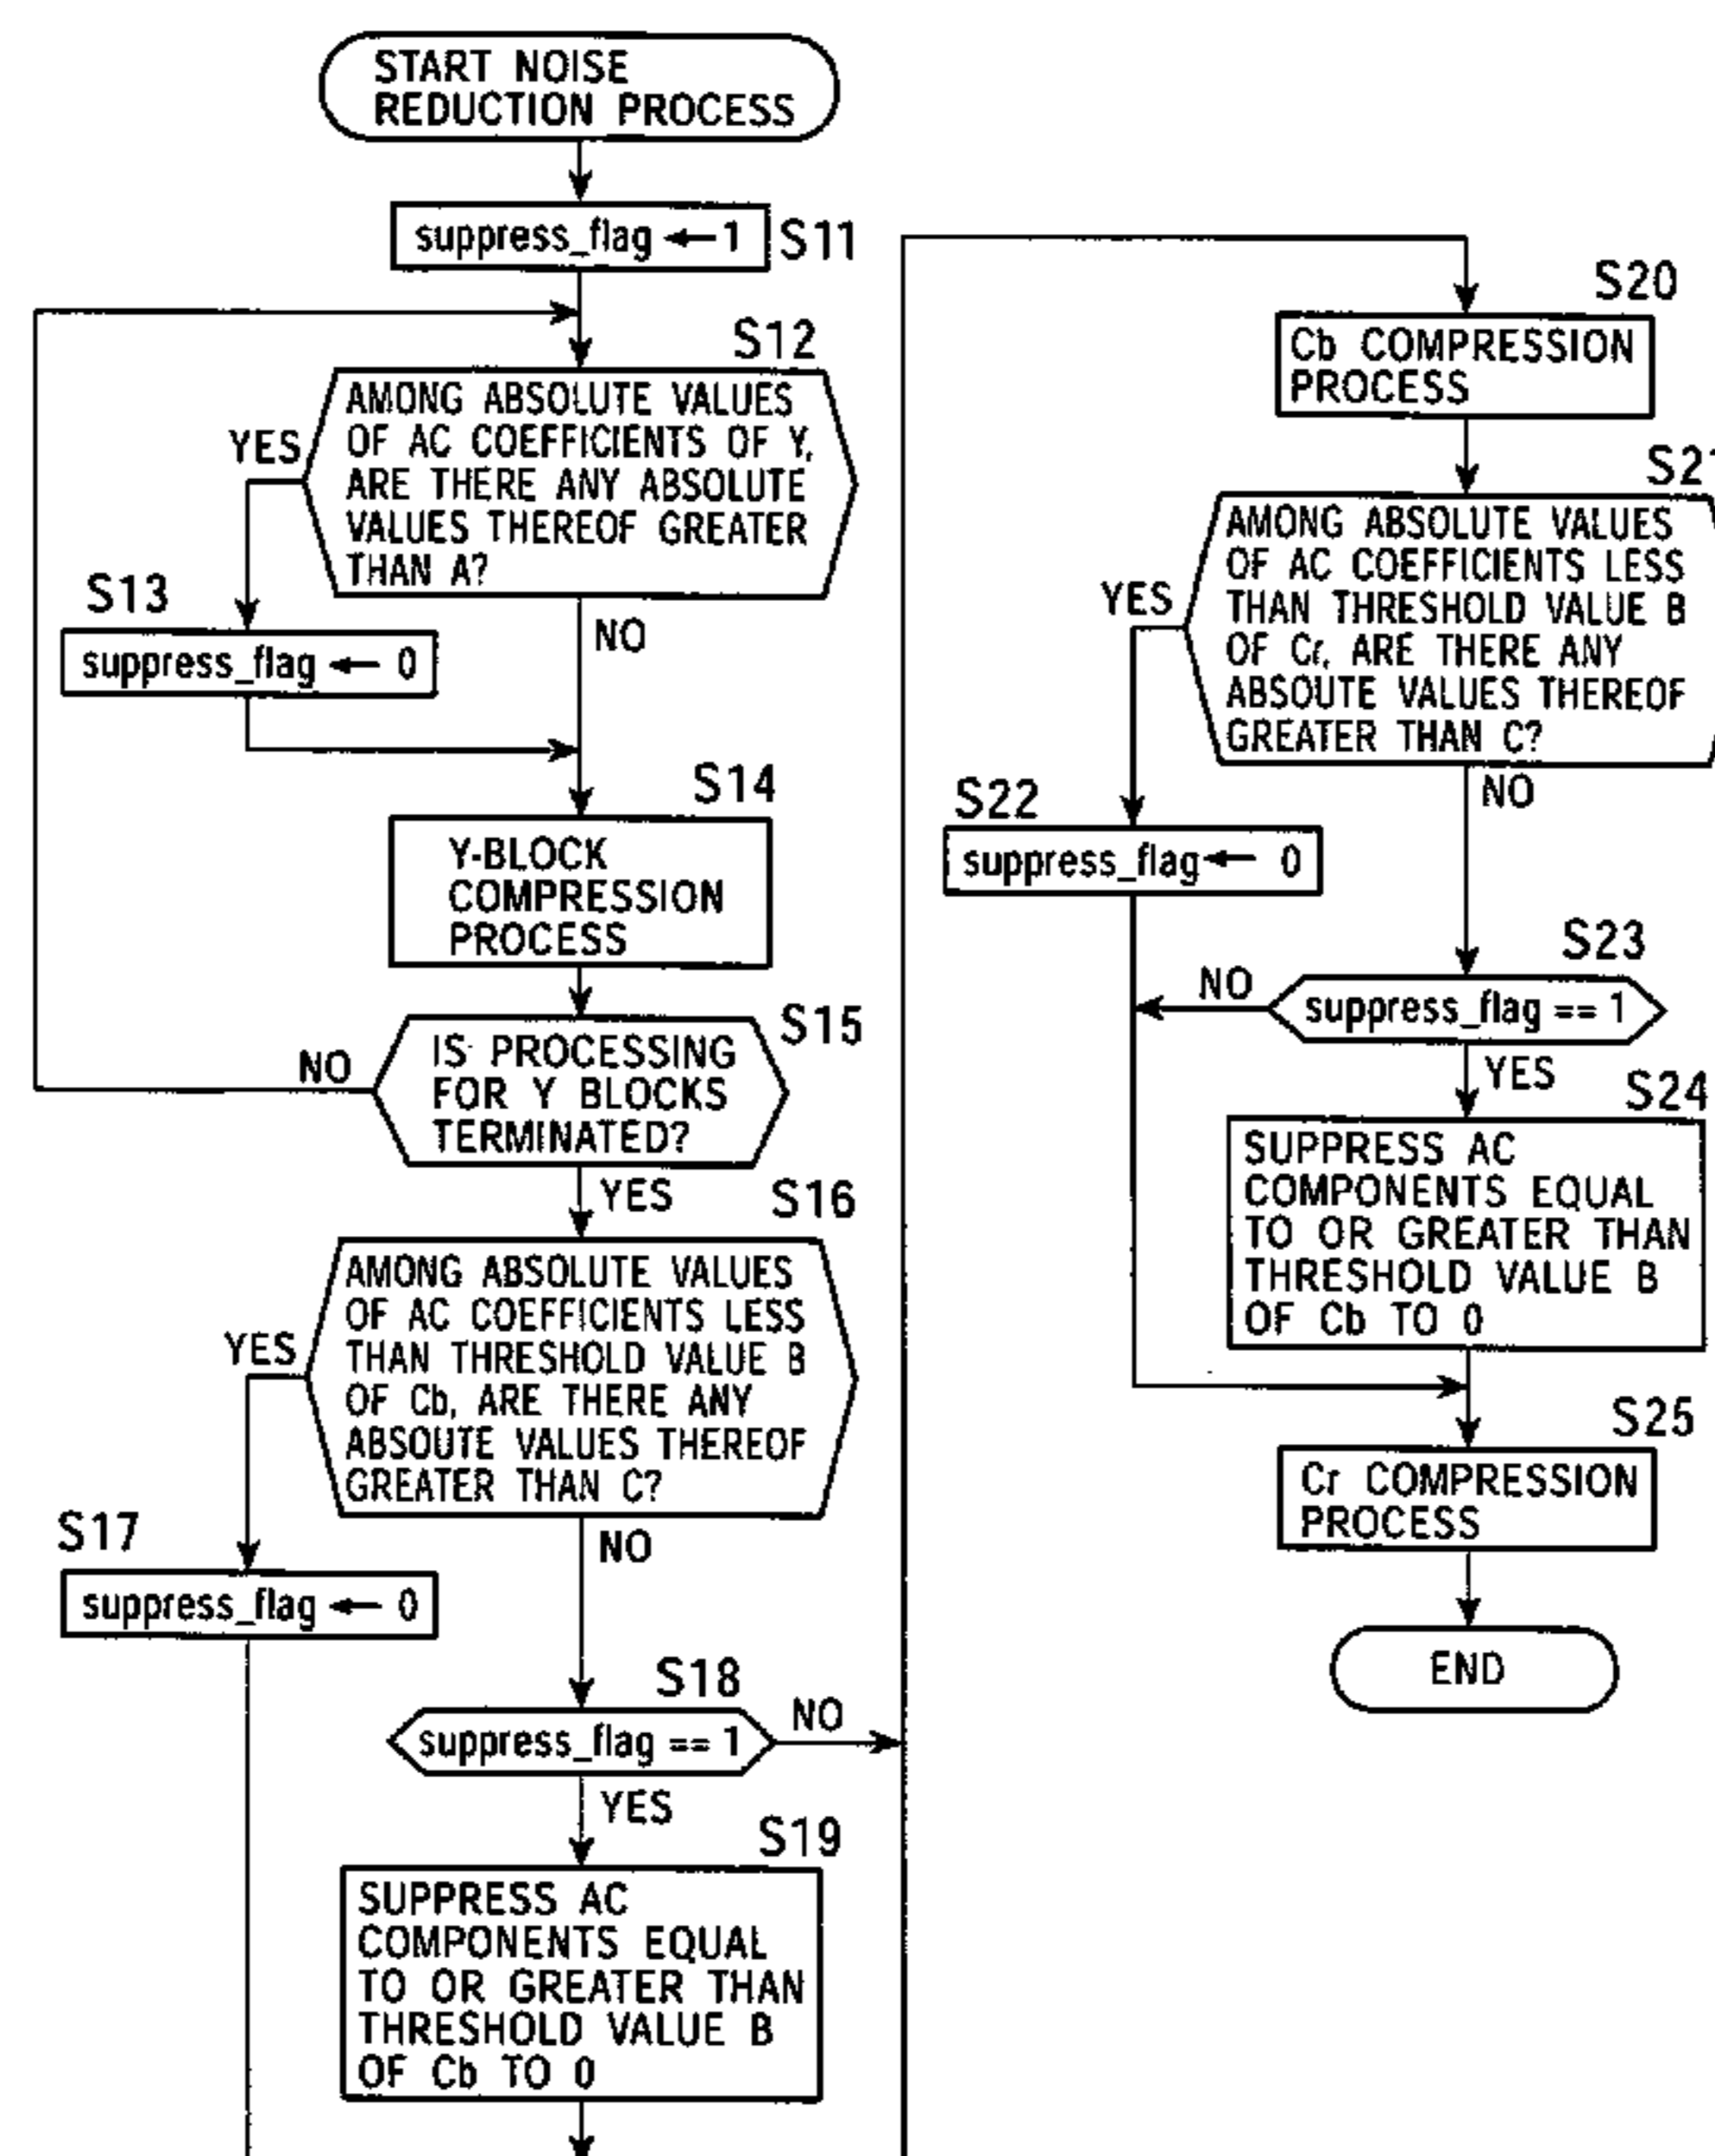 START NOISE
REDUCTION PROCESS
suppress_flag ← 1
S11
S12
AMONG ABSOLUTE VALUES
OF AC COEFFICIENTS OF Y,
ARE THERE ANY ABSOLUTE
VALUES THEREOF GREATER
THAN A?
YES
NO
S13
suppress_flag ← 0
S14
Y-BLOCK
COMPRESSION
PROCESS
S15
IS PROCESSING
FOR Y BLOCKS
TERMINATED?
NO
YES
S16
AMONG ABSOLUTE VALUES
OF AC COEFFICIENTS LESS
THAN THRESHOLD VALUE B
OF Cb, ARE THERE ANY
ABSOUTE VALUES THEREOF
GREATER THAN C?
YES
NO
S17
suppress_flag ← 0
S18
suppress_flag == 1
NO
YES
S19
SUPPRESS AC
COMPONENTS EQUAL
TO OR GREATER THAN
THRESHOLD VALUE B
OF Cb TO 0
S20
Cb COMPRESSION
PROCESS
S21
AMONG ABSOLUTE VALUES
OF AC COEFFICIENTS LESS
THAN THRESHOLD VALUE B
OF Cr, ARE THERE ANY
ABSOUTE VALUES THEREOF
GREATER THAN C?
YES
NO
S22
suppress_flag ← 0
S23
suppress_flag == 1
NO
YES
S24
SUPPRESS AC
COMPONENTS EQUAL
TO OR GREATER THAN
THRESHOLD VALUE B
OF Cb TO 0
S25
Cr COMPRESSION
PROCESS
END